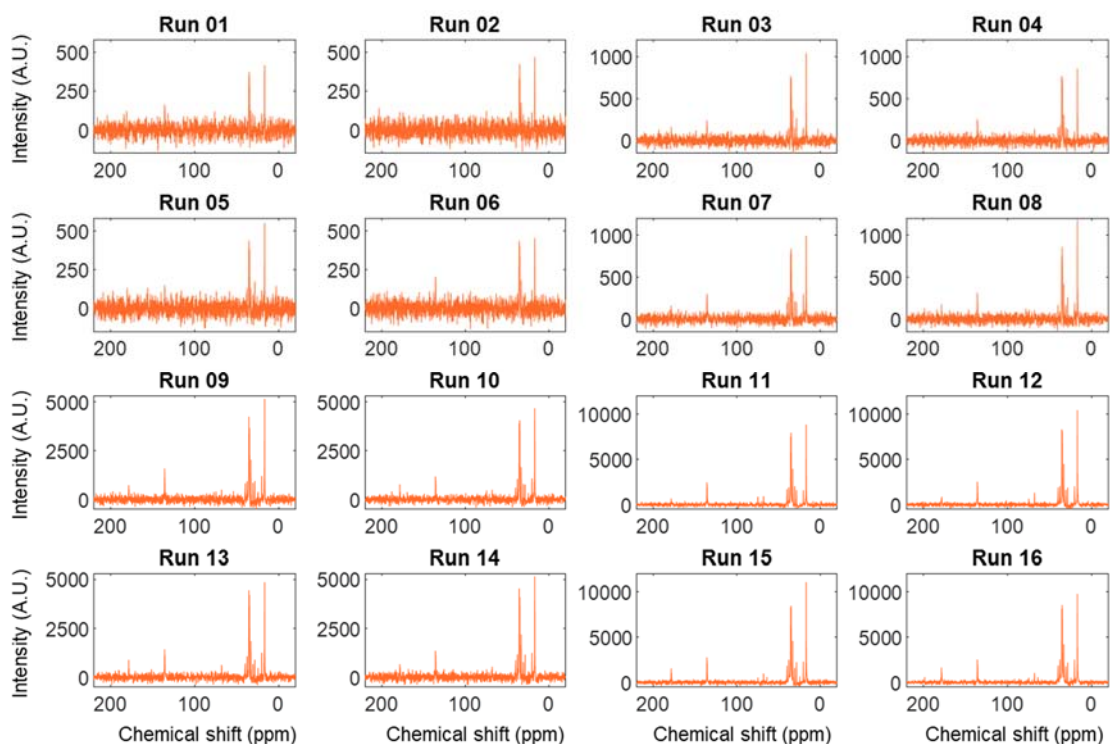 Run 01 Run 02 Run 03 Run 04
Intensity (A.U.)
500 500 1000 1000
250 250 500 500
0 0 0 0
200 100 0 200 100 0 200 100 0 200 100 0
Run 05 Run 06 Run 07 Run 08
Intensity (A.U.)
500 500 1000 1000
250 250 500 500
0 0 0 0
200 100 0 200 100 0 200 100 0 200 100 0
Run 09 Run 10 Run 11 Run 12
Intensity (A.U.)
5000 5000 10000 10000
2500 2500 5000 5000
0 0 0 0
200 100 0 200 100 0 200 100 0 200 100 0
Run 13 Run 14 Run 15 Run 16
Intensity (A.U.)
5000 5000 10000 10000
2500 2500 5000 5000
0 0 0 0
200 100 0 200 100 0 200 100 0 200 100 0
Chemical shift (ppm) Chemical shift (ppm) Chemical shift (ppm) Chemical shift (ppm)